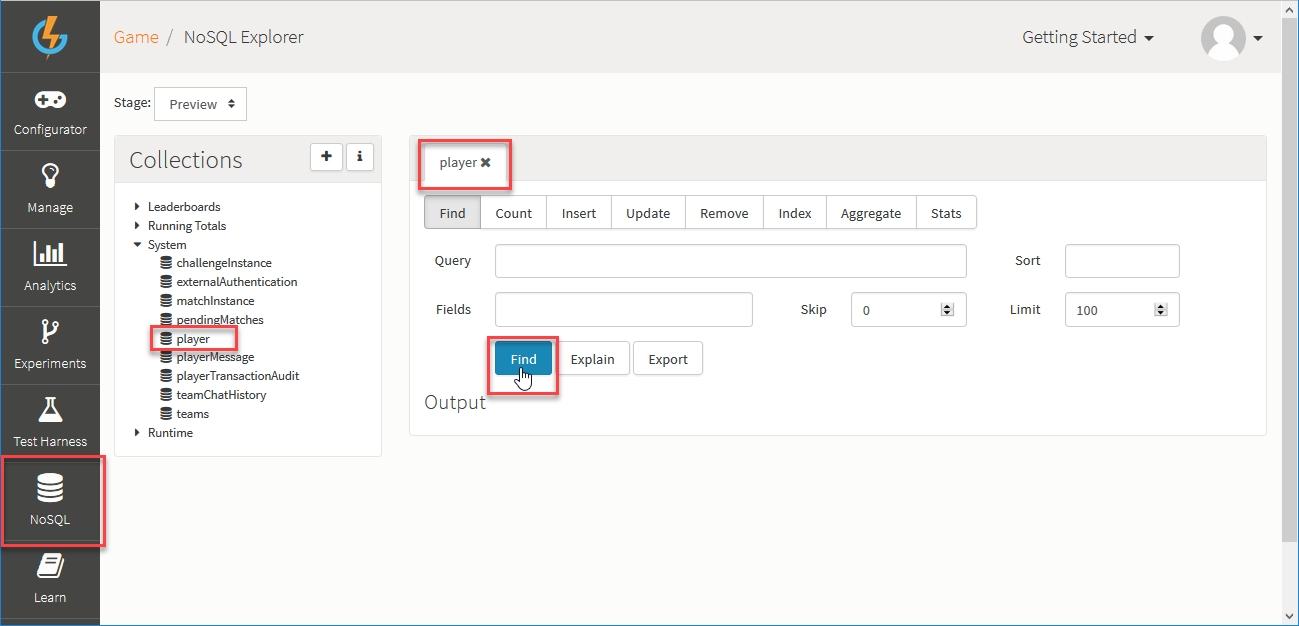 Game / NoSQL Explorer
Getting Started
Configurator
Manage
Analytics
Experiments
Test Harness
NoSQL
Learn
Stage: Preview
Collections
Leaderboards
Running Totals
System
challengeInstance
externalAuthentication
matchInstance
pendingMatches
player
playerMessage
playerTransactionAudit
teamChatHistory
teams
Runtime
player
Find Count Insert Update Remove Index Aggregate Stats
Query Sort
Fields Skip 0 Limit 100
Find Explain Export
Output